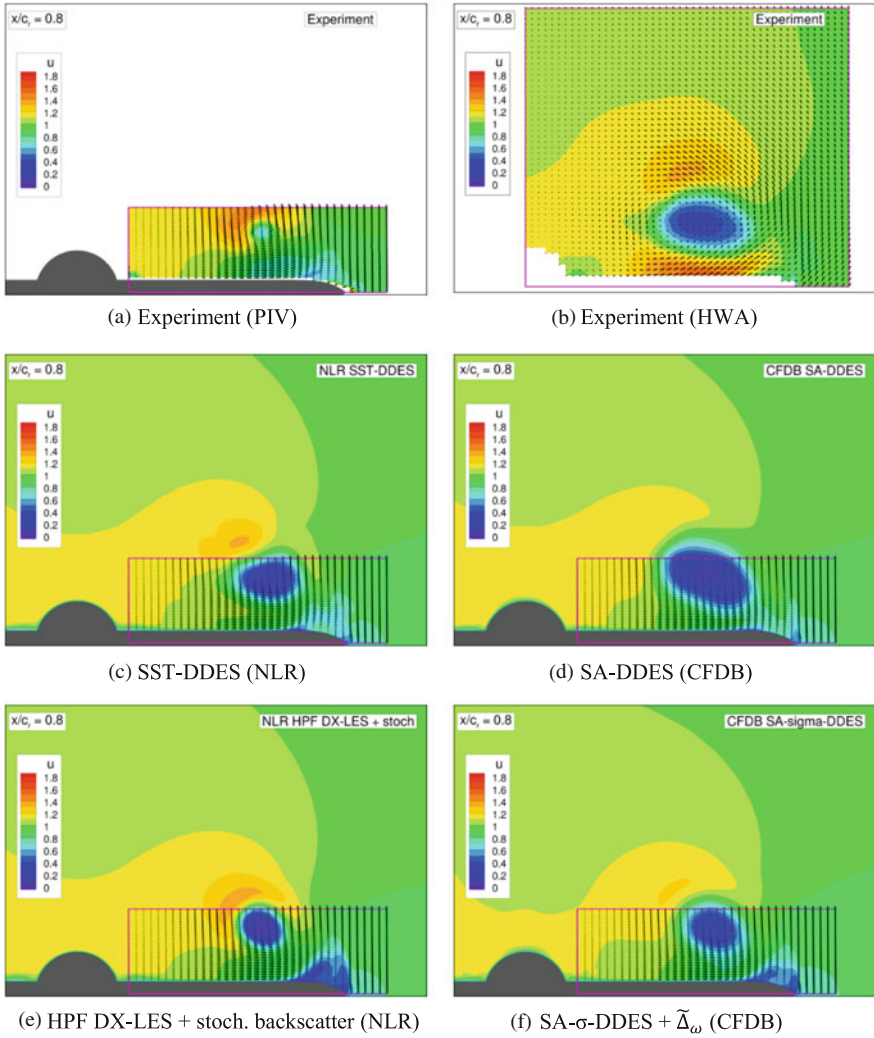 x/cᵣ = 0.8
Experiment
u
1.8
1.6
1.4
1.2
1
0.8
0.6
0.4
0.2
0
(a) Experiment (PIV)
x/cᵣ = 0.8
Experiment
u
1.8
1.6
1.4
1.2
1
0.8
0.6
0.4
0.2
0
(b) Experiment (HWA)
x/cᵣ = 0.8
NLR SST-DDES
u
1.8
1.6
1.4
1.2
1
0.8
0.6
0.4
0.2
0
(c) SST-DDES (NLR)
x/cᵣ = 0.8
CFDB SA-DDES
u
1.8
1.6
1.4
1.2
1
0.8
0.6
0.4
0.2
0
(d) SA-DDES (CFDB)
x/cᵣ = 0.8
NLR HPF DX-LES + stoch
u
1.8
1.6
1.4
1.2
1
0.8
0.6
0.4
0.2
0
(e) HPF DX-LES + stoch. backscatter (NLR)
x/cᵣ = 0.8
CFDB SA-sigma-DDES
u
1.8
1.6
1.4
1.2
1
0.8
0.6
0.4
0.2
0
(f) SA-σ-DDES + Δ̃ω (CFDB)